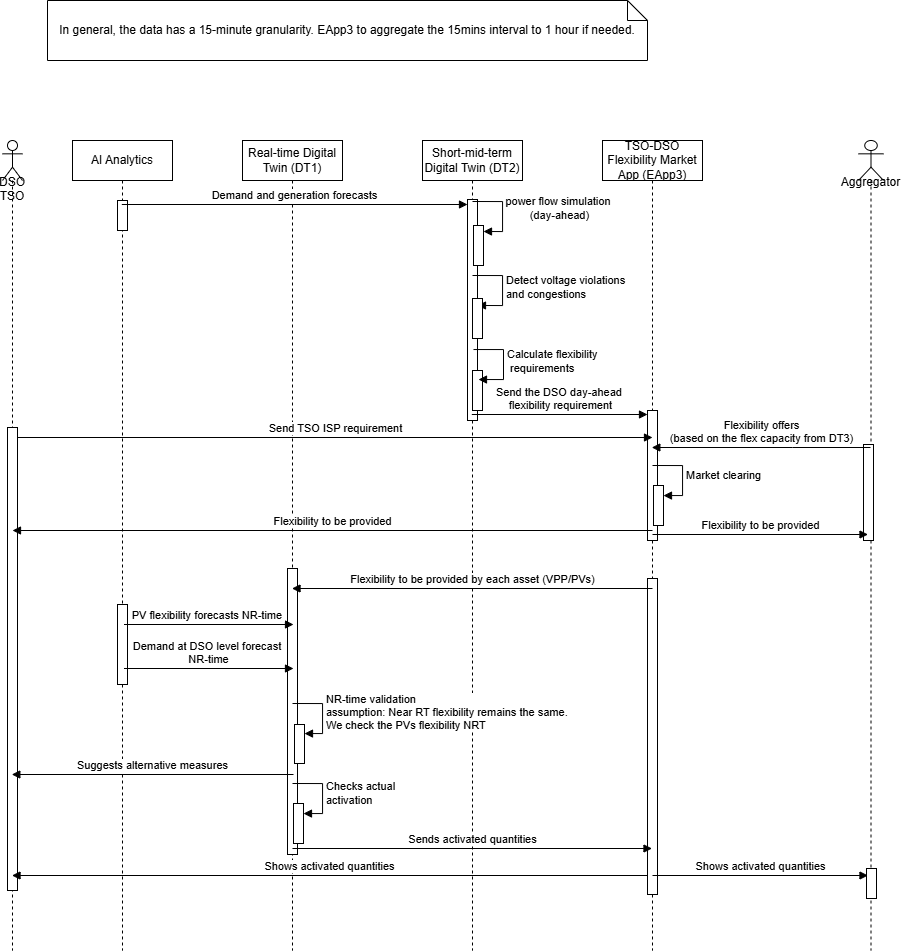 In general, the data has a 15-minute granularity. EApp3 to aggregate the 15mins interval to 1 hour if needed.
DSO
TSO
AI Analytics
Real-time Digital
Twin (DT1)
Short-mid-term
Digital Twin (DT2)
TSO-DSO
Flexibility Market
App (EApp3)
Aggregator
Demand and generation forecasts
power flow simulation
(day-ahead)
Detect voltage violations
and congestions
Calculate flexibility
requirements
Send the DSO day-ahead
flexibility requirement
Send TSO ISP requirement
Flexibility offers
(based on the flex capacity from DT3)
Market clearing
Flexibility to be provided
Flexibility to be provided
Flexibility to be provided by each asset (VPP/PVs)
PV flexibility forecasts NR-time
Demand at DSO level forecast
NR-time
NR-time validation
assumption: Near RT flexibility remains the same.
We check the PVs flexibility NRT
Suggests alternative measures
Checks actual
activation
Sends activated quantities
Shows activated quantities
Shows activated quantities